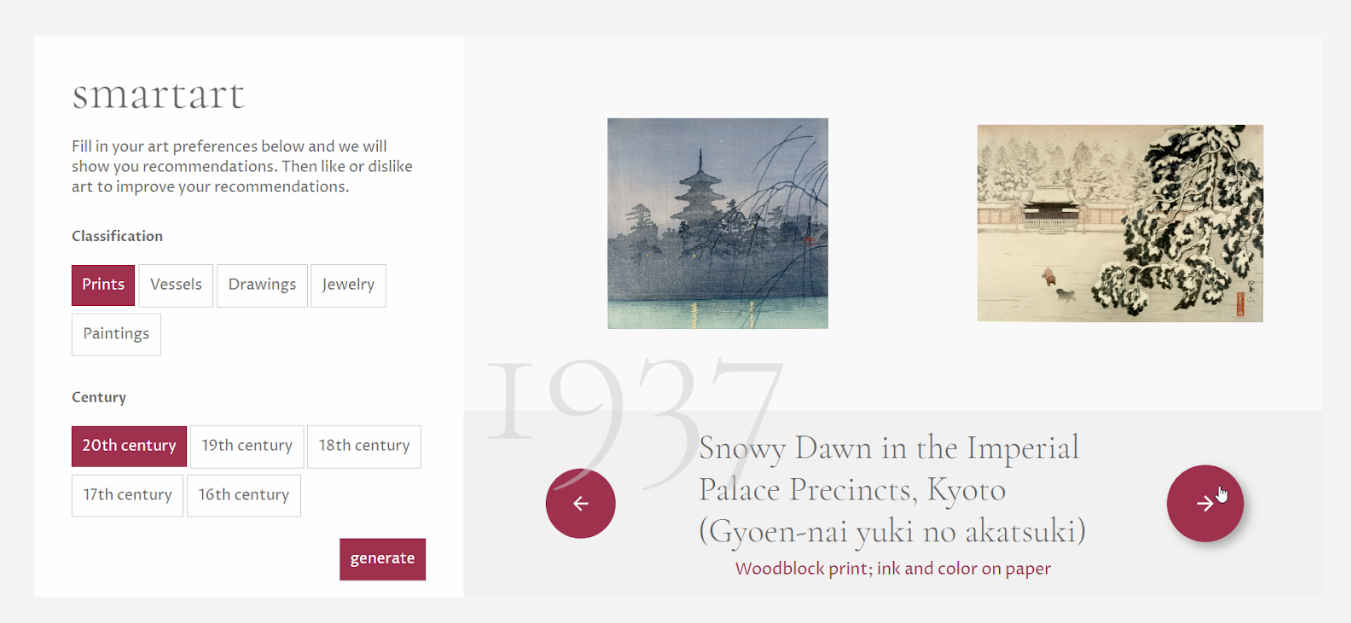 smartart
Fill in your art preferences below and we will
show you recommendations. Then like or dislike
art to improve your recommendations.
Classification
Prints
Vessels
Drawings
Jewelry
Paintings
Century
20th century
19th century
18th century
17th century
16th century
generate
1937
Snowy Dawn in the Imperial
Palace Precincts, Kyoto
(Gyoen-nai yuki no akatsuki)
Woodblock print; ink and color on paper